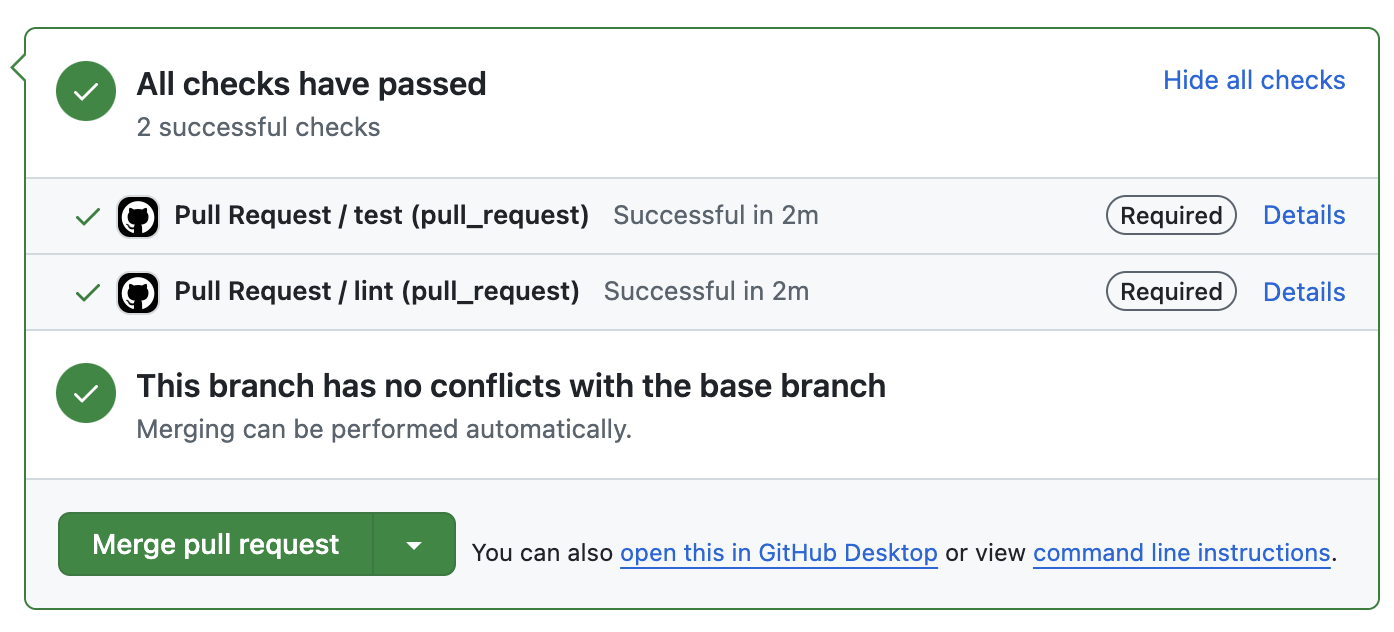 All checks have passed
Hide all checks
2 successful checks
Pull Request / test (pull_request) Successful in 2m Required Details
Pull Request / lint (pull_request) Successful in 2m Required Details
This branch has no conflicts with the base branch
Merging can be performed automatically.
Merge pull request You can also open this in GitHub Desktop or view command line instructions.